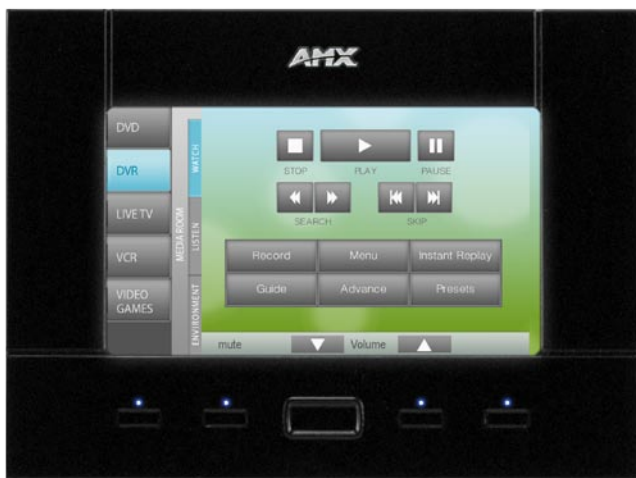 AMX
DVD
DVR
LIVE TV
VCR
VIDEO
GAMES
MEDIA ROOM
WATCH
LISTEN
ENVIRONMENT
STOP
PLAY
PAUSE
SEARCH
SKIP
Record
Menu
Instant Replay
Guide
Advance
Presets
mute
Volume